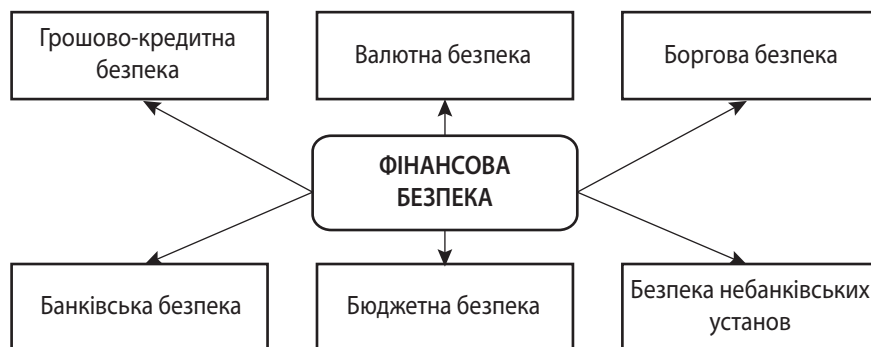 Грошово-кредитна
безпека
Валютна безпека
Боргова безпека
ФІНАНСОВА
БЕЗПЕКА
Банківська безпека
Бюджетна безпека
Безпека небанківських
установ